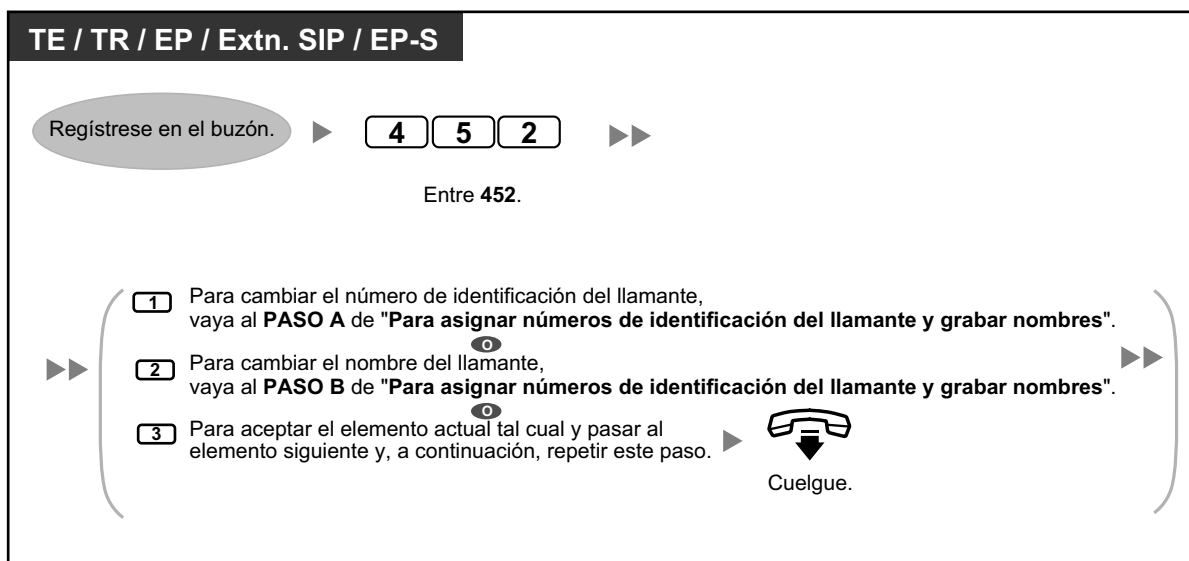 TE / TR / EP / Extn. SIP / EP-S
Regístrese en el buzón.
4 5 2
Entre 452.
1 Para cambiar el número de identificación del llamante,
vaya al PASO A de "Para asignar números de identificación del llamante y grabar nombres".
O
2 Para cambiar el nombre del llamante,
vaya al PASO B de "Para asignar números de identificación del llamante y grabar nombres".
O
3 Para aceptar el elemento actual tal cual y pasar al
elemento siguiente y, a continuación, repetir este paso.
Cuelgue.